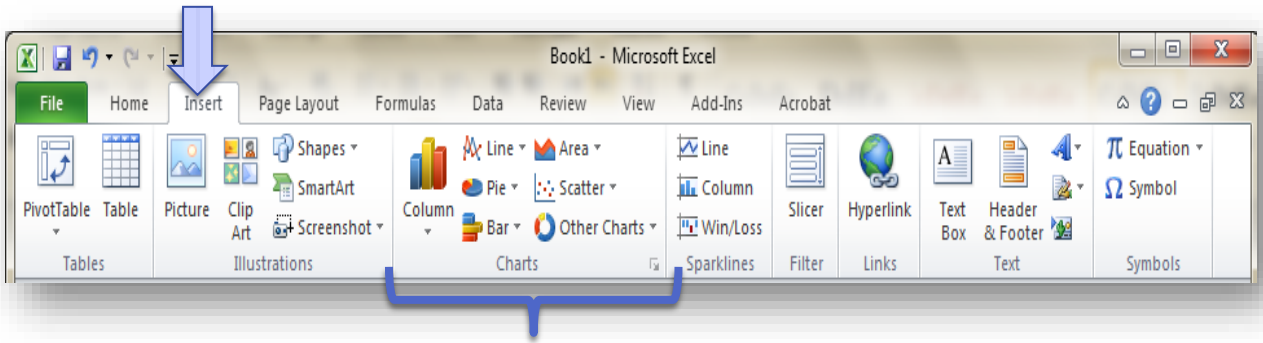 Book1 - Microsoft Excel
File Home Insert Page Layout Formulas Data Review View Add-Ins Acrobat
PivotTable Table
Tables
Picture Clip Art Shapes SmartArt Screenshot
Illustrations
Column Line Pie Bar Area Scatter Other Charts
Charts
Line Column Win/Loss
Sparklines
Slicer
Filter
Hyperlink
Links
A Text Box Header & Footer A
Text
π Equation Ω Symbol
Symbols